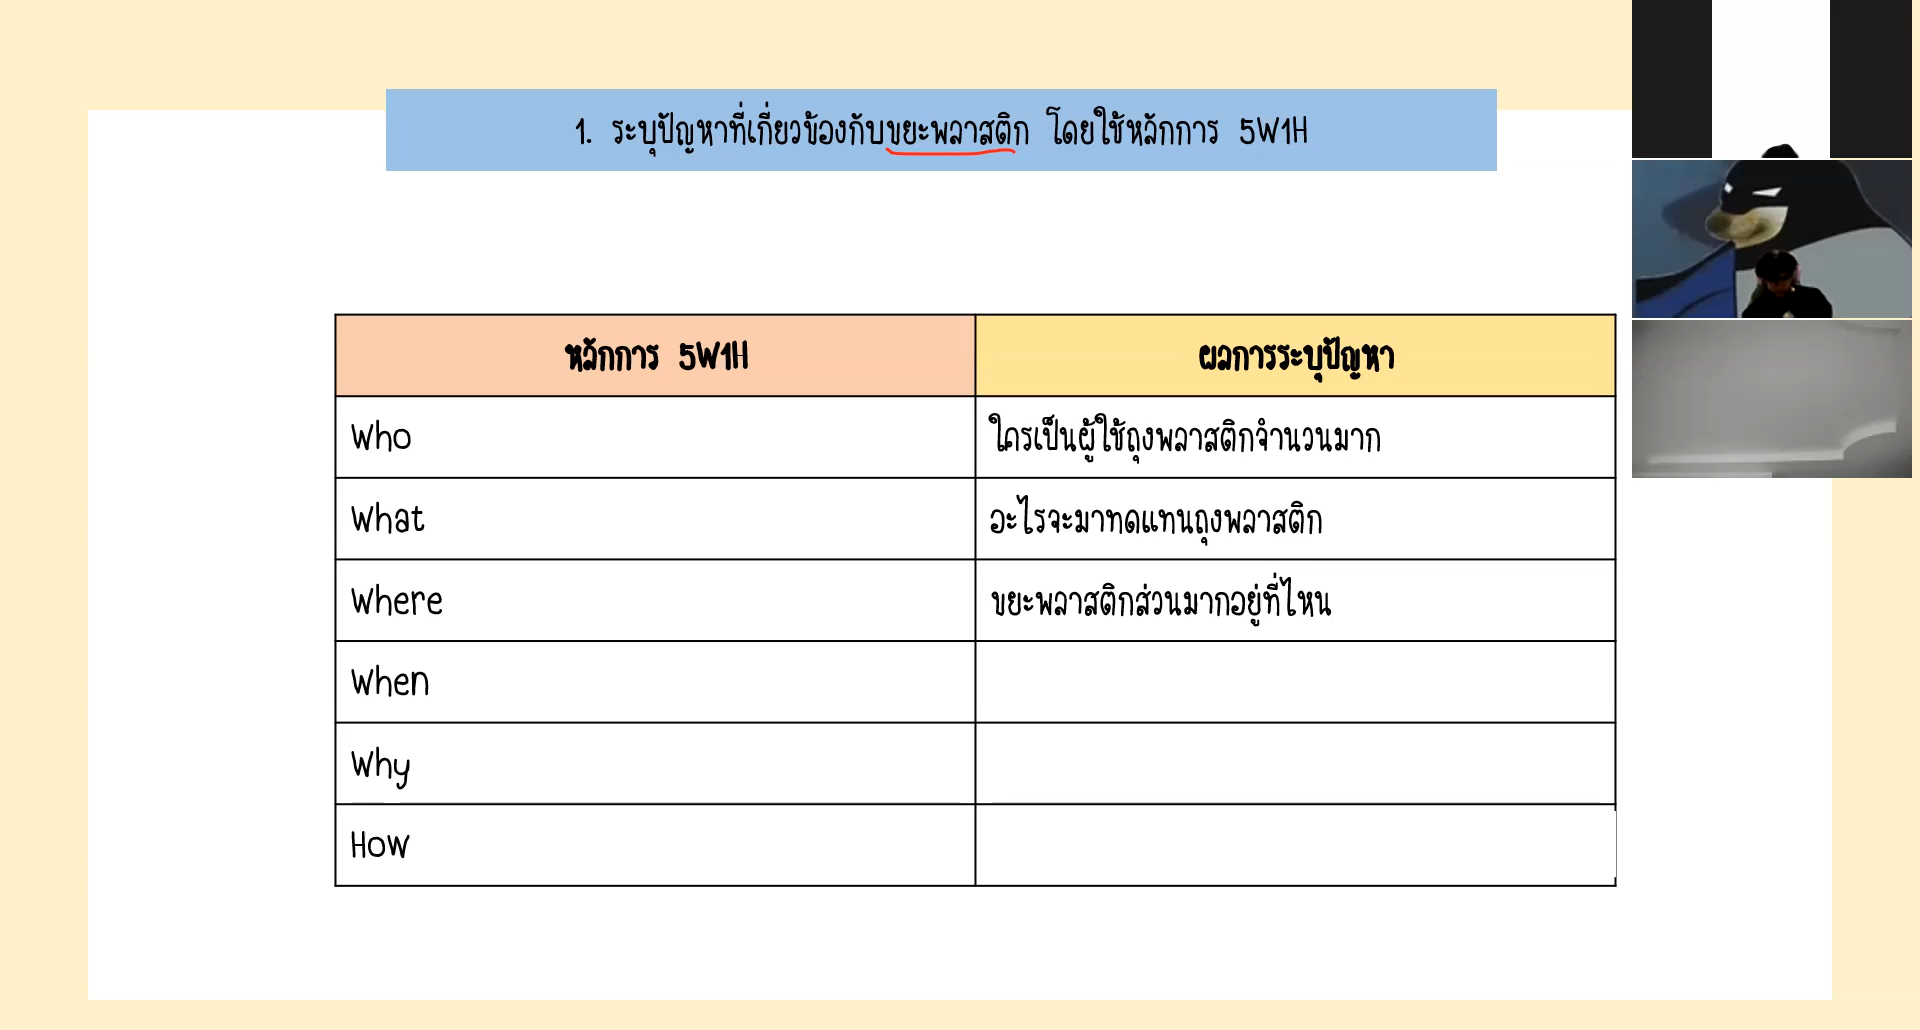 1. ระบุปัญหาที่เกี่ยวข้องกับขยะพลาสติก โดยใช้หลักการ 5W1H
หลักการ 5W1H ผลการระบุปัญหา
Who ใครเป็นผู้ใช้ถุงพลาสติกจำนวนมาก
What อะไรจะมาทดแทนถุงพลาสติก
Where ขยะพลาสติกส่วนมากอยู่ที่ไหน
When
Why
How